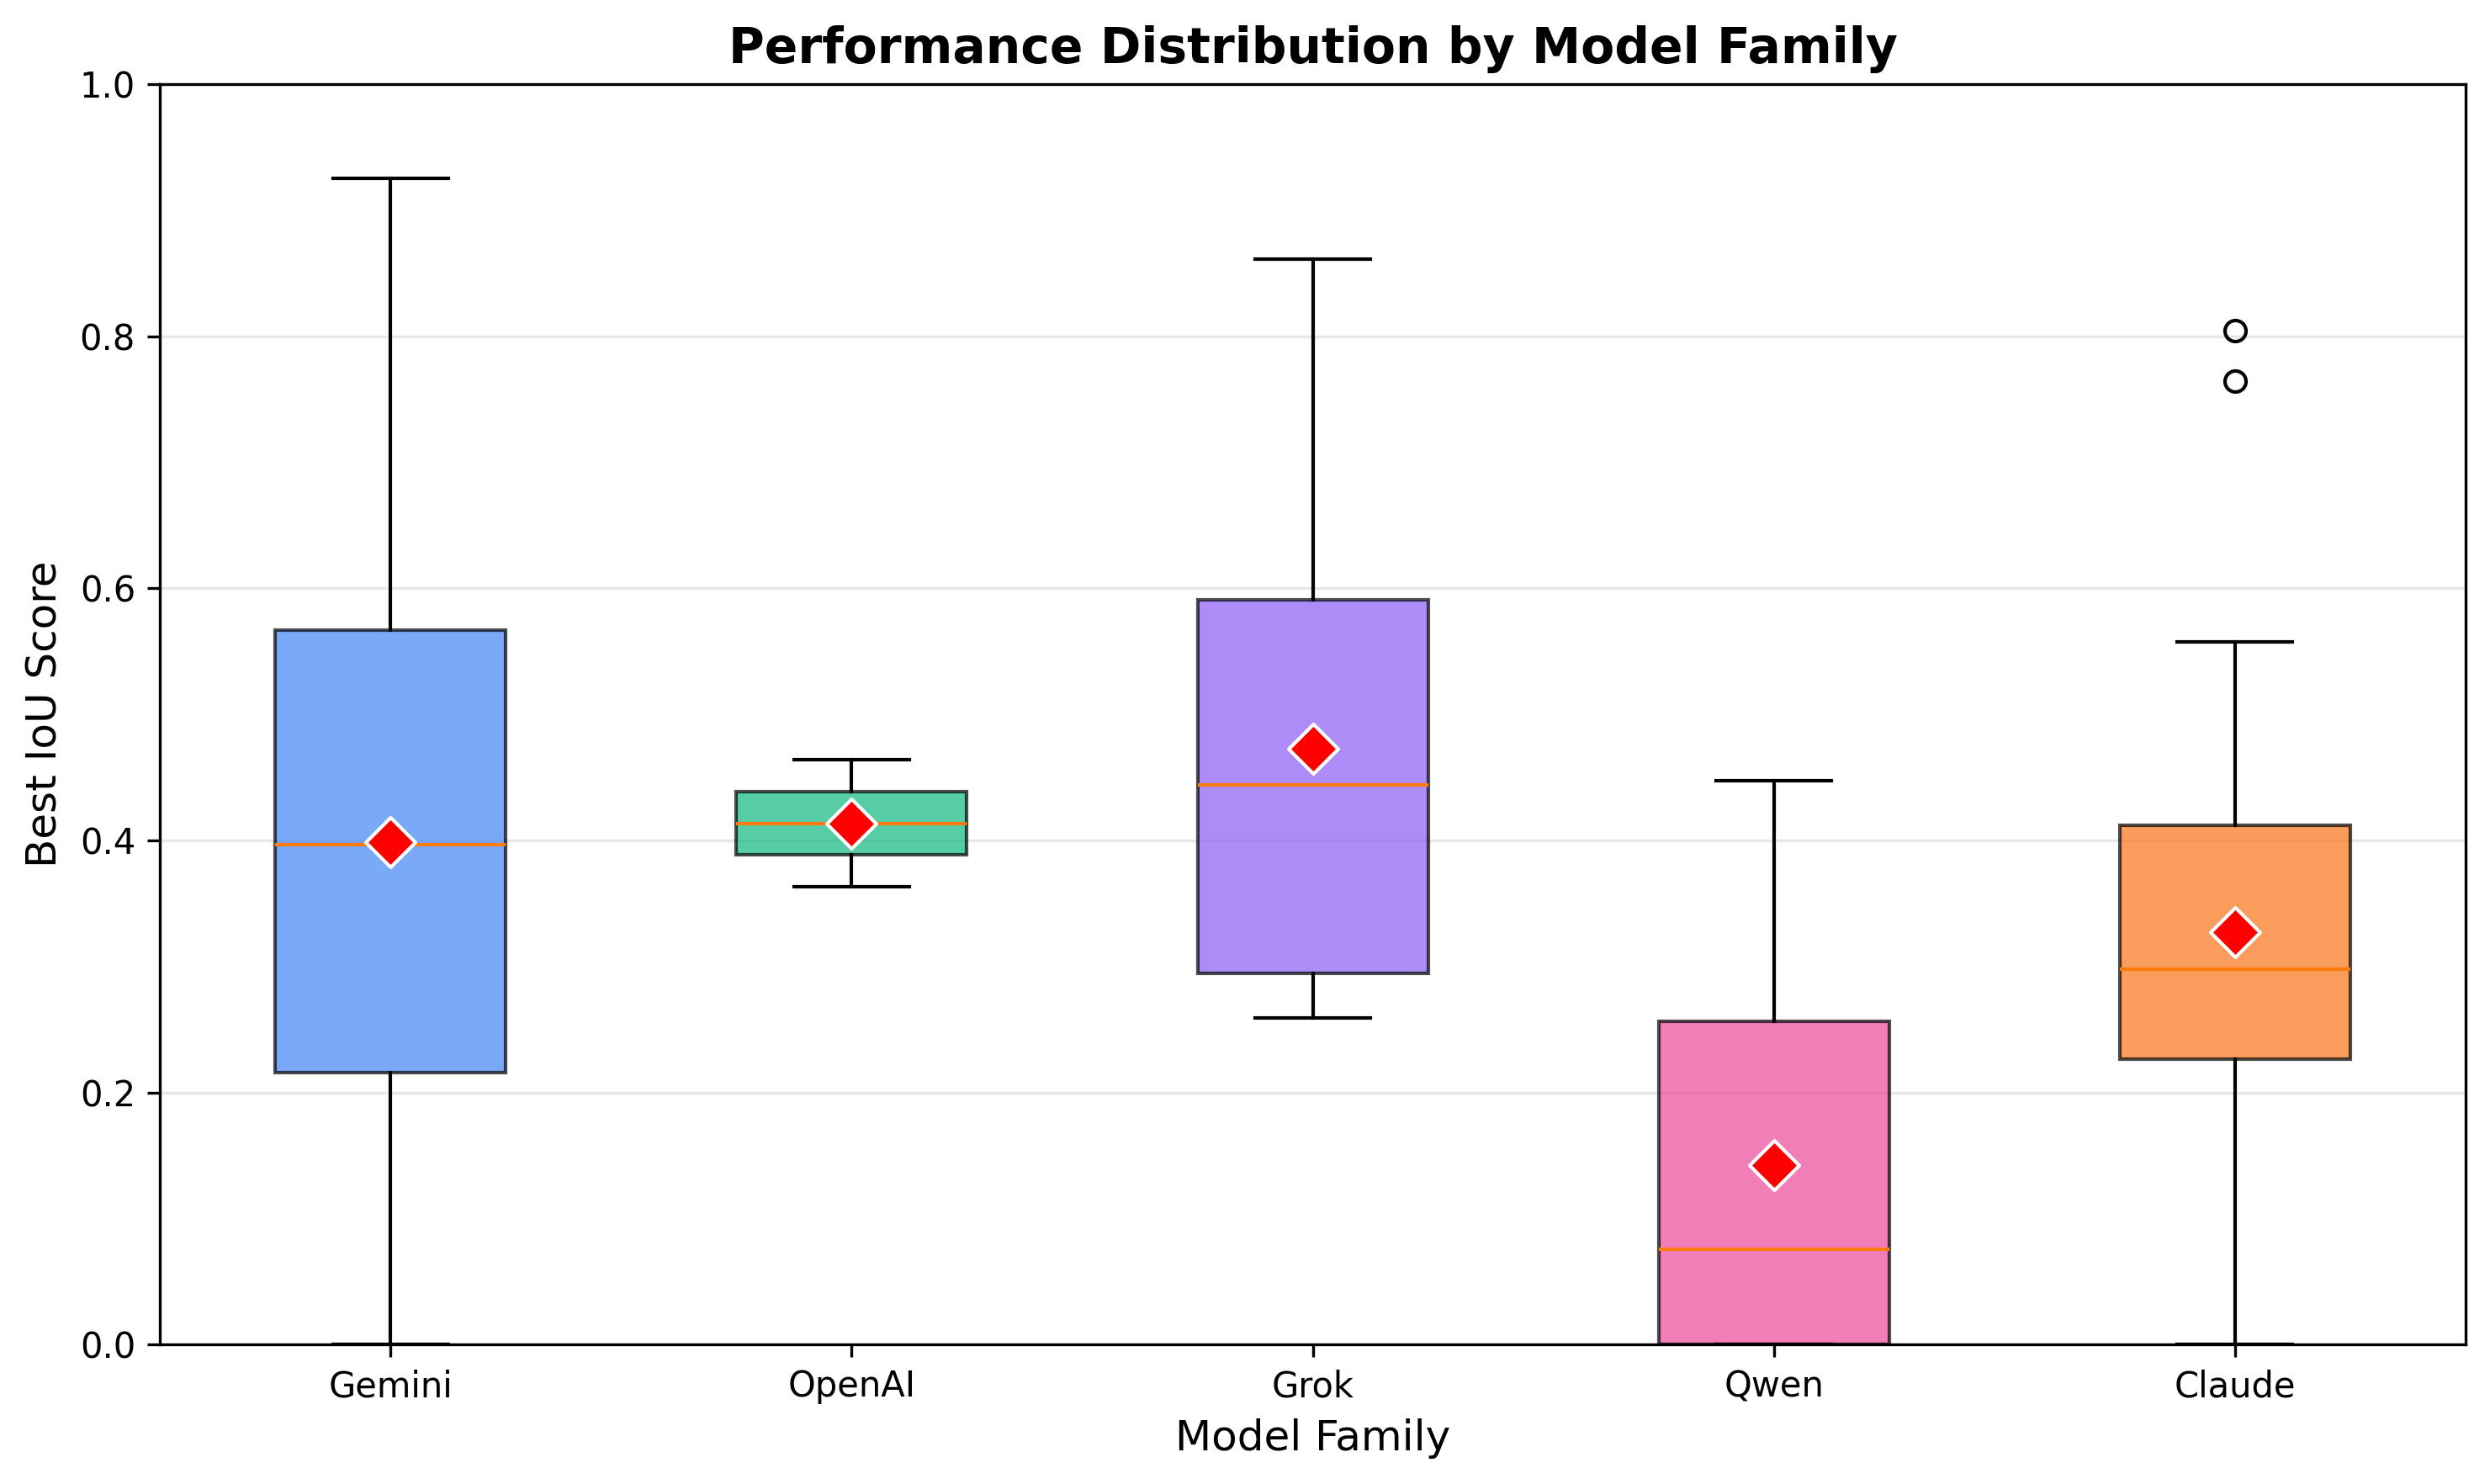 Performance Distribution by Model Family
1.0
0.8
0.6
0.4
0.2
0.0
Best IoU Score
Gemini
OpenAI
Grok
Qwen
Claude
Model Family